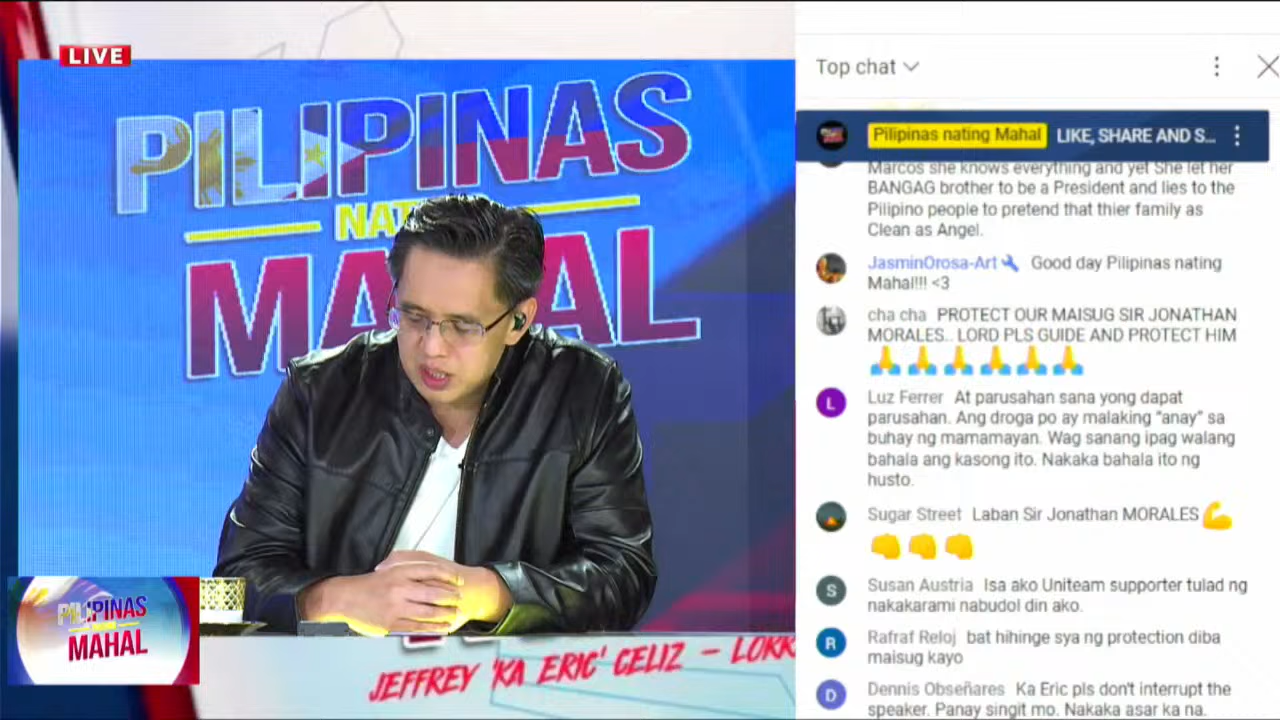 LIVE
PILIPINAS
NAT
MAHAL
PILIPINAS
MAHAL
JEFFREY 'KA ERIC' CELIZ – LORR
Top chat
Pilipinas nating Mahal LIKE, SHARE AND S...
Marcos she knows everything and yet She let her
BANGAG brother to be a President and lies to the
Pilipino people to pretend that thier family as
Clean as Angel.
JasminOrosa-Art Good day Pilipinas nating
Mahal!!! <3
cha cha PROTECT OUR MAISUG SIR JONATHAN
MORALES.. LORD PLS GUIDE AND PROTECT HIM
🙏🙏🙏🙏🙏🙏
L Luz Ferrer At parusahan sana yong dapat
parusahan. Ang droga po ay malaking "anay" sa
buhay ng mamamayan. Wag sanang ipag walang
bahala ang kasong ito. Nakaka bahala ito ng
husto.
Sugar Street Laban Sir Jonathan MORALES 💪
👊👊👊
S Susan Austria Isa ako Uniteam supporter tulad ng
nakakarami nabudol din ako.
R Rafraf Reloj bat hihinge sya ng protection diba
maisug kayo
D Dennis Obseñares Ka Eric pls don't interrupt the
speaker. Panay singit mo. Nakaka asar ka na.